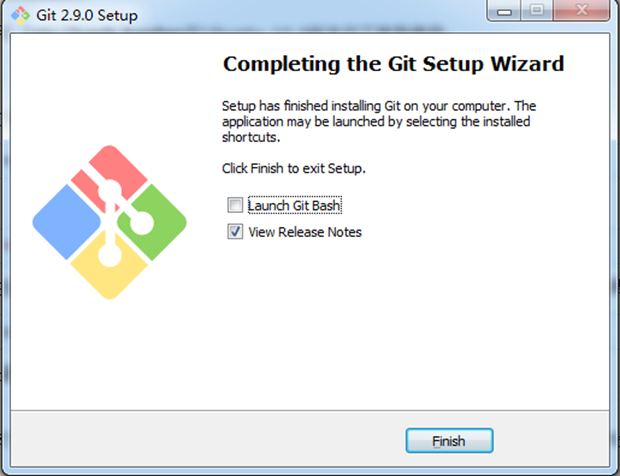 Git 2.9.0 Setup
Completing the Git Setup Wizard
Setup has finished installing Git on your computer. The
application may be launched by selecting the installed
shortcuts.
Click Finish to exit Setup.
Launch Git Bash
View Release Notes
Finish